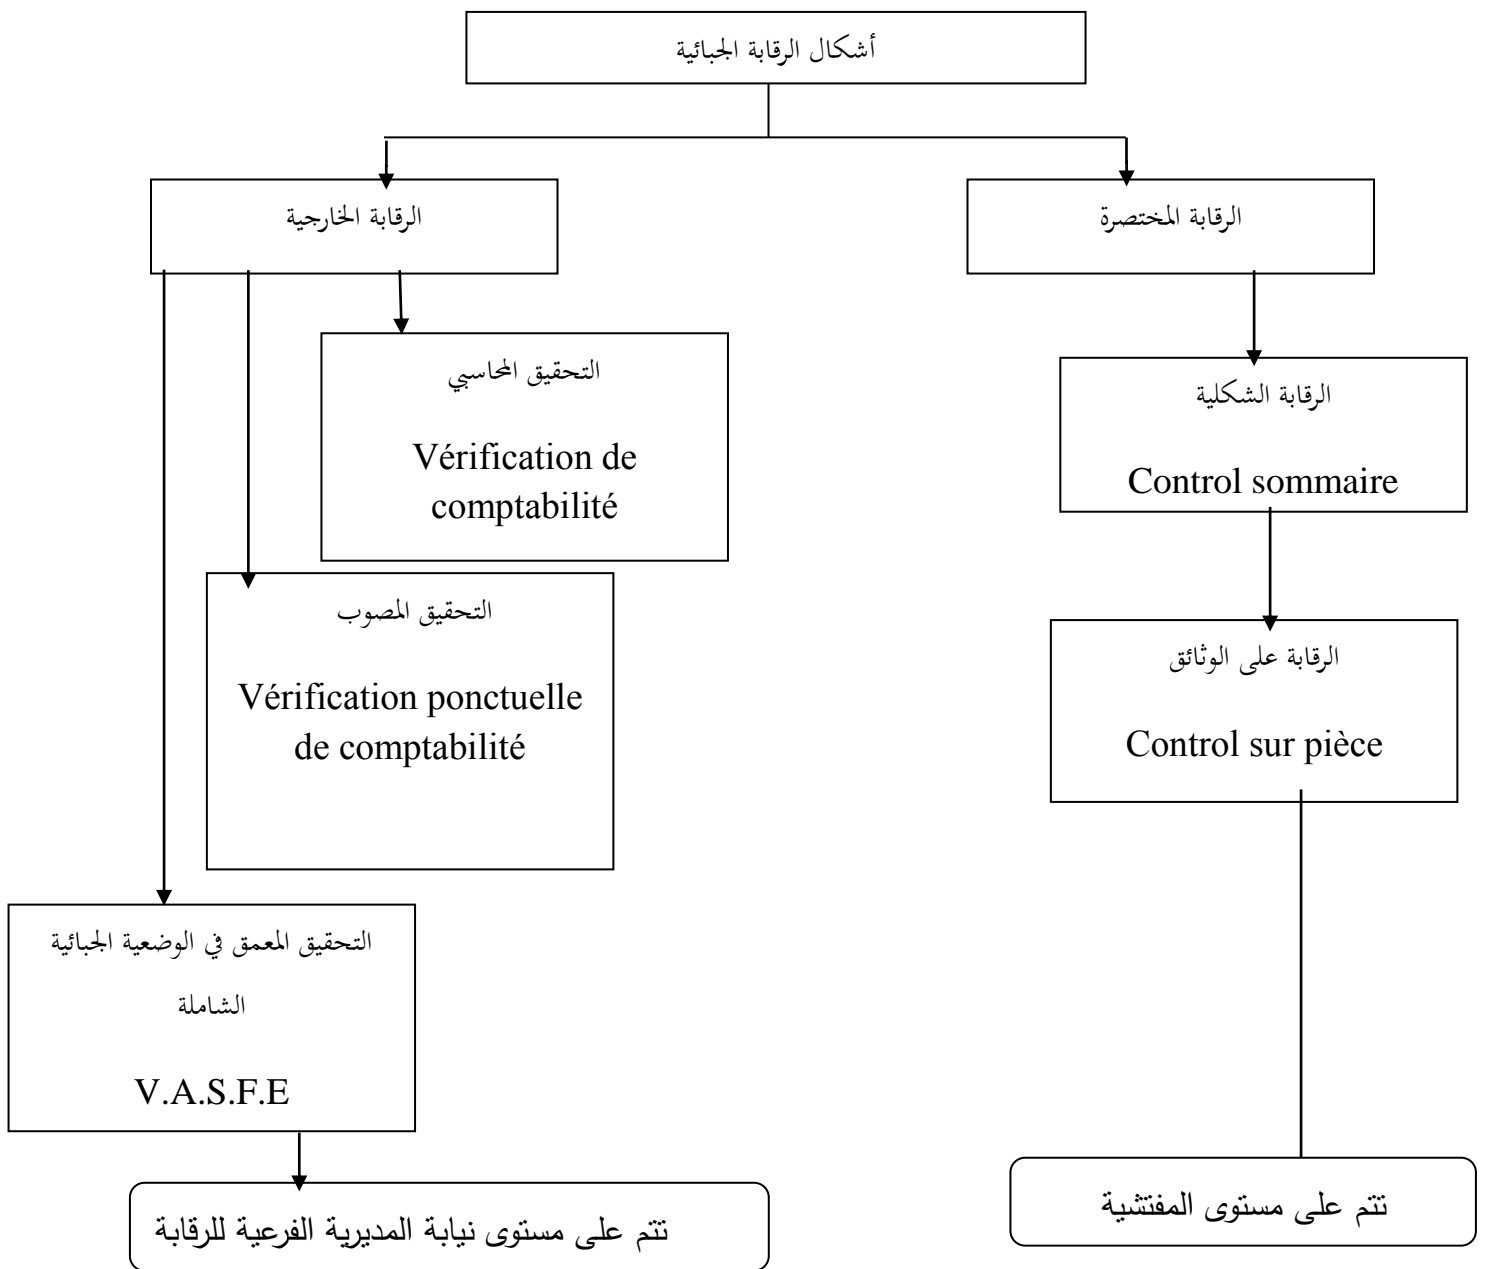 أشكال الرقابة الجبائية
الرقابة المختصرة
الرقابة الخارجية
الرقابة الشكلية
Control sommaire
الرقابة على الوثائق
Control sur pièce
تتم على مستوى المفتشية
التحقيق المحاسبي
Vérification de
comptabilité
التحقيق المصوب
Vérification ponctuelle
de comptabilité
التحقيق المعمق في الوضعية الجبائية
الشاملة
V.A.S.F.E
تتم على مستوى نيابة المديرية الفرعية للرقابة